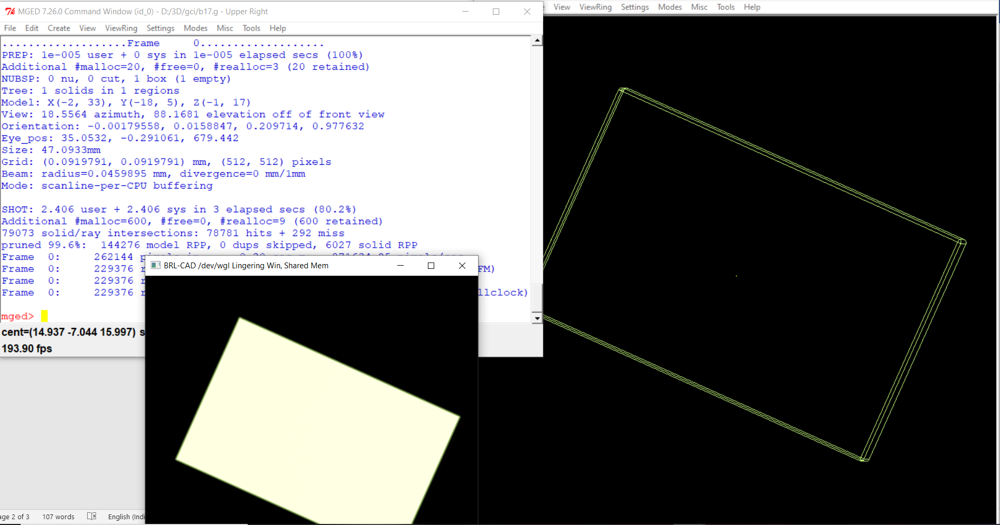 MGED 7.26.0 Command Window (id_0) - D:/3D/gci/b17.g - Upper Right
File Edit Create View ViewRing Settings Modes Misc Tools Help
View ViewRing Settings Modes Misc Tools Help
...................Frame     0...................
PREP: 1e-005 user + 0 sys in 1e-005 elapsed secs (100%)
Additional #malloc=20, #free=0, #realloc=3 (20 retained)
NUBSP: 0 nu, 0 cut, 1 box (1 empty)
Tree: 1 solids in 1 regions
Model: X(-2, 33), Y(-18, 5), Z(-1, 17)
View: 18.5564 azimuth, 88.1681 elevation off of front view
Orientation: -0.00179558, 0.0158847, 0.209714, 0.977632
Eye_pos: 35.0532, -0.291061, 679.442
Size: 47.0933mm
Grid: (0.0919791, 0.0919791) mm, (512, 512) pixels
Beam: radius=0.0459895 mm, divergence=0 mm/1mm
Mode: scanline-per-CPU buffering
SHOT: 2.406 user + 2.406 sys in 3 elapsed secs (80.2%)
Additional #malloc=600, #free=0, #realloc=9 (600 retained)
79073 solid/ray intersections: 78781 hits + 292 miss
pruned 99.6%:  144276 model RPP, 0 dups skipped, 6027 solid RPP
Frame  0:     262144
Frame  0:     229376 r FM)
Frame  0:     229376 r
Frame  0:     229376 r llclock)
mged>
cent=(14.937 -7.044 15.997) s
193.90 fps
BRL-CAD /dev/wgl Lingering Win, Shared Mem
age 2 of 3 107 words English (Indi